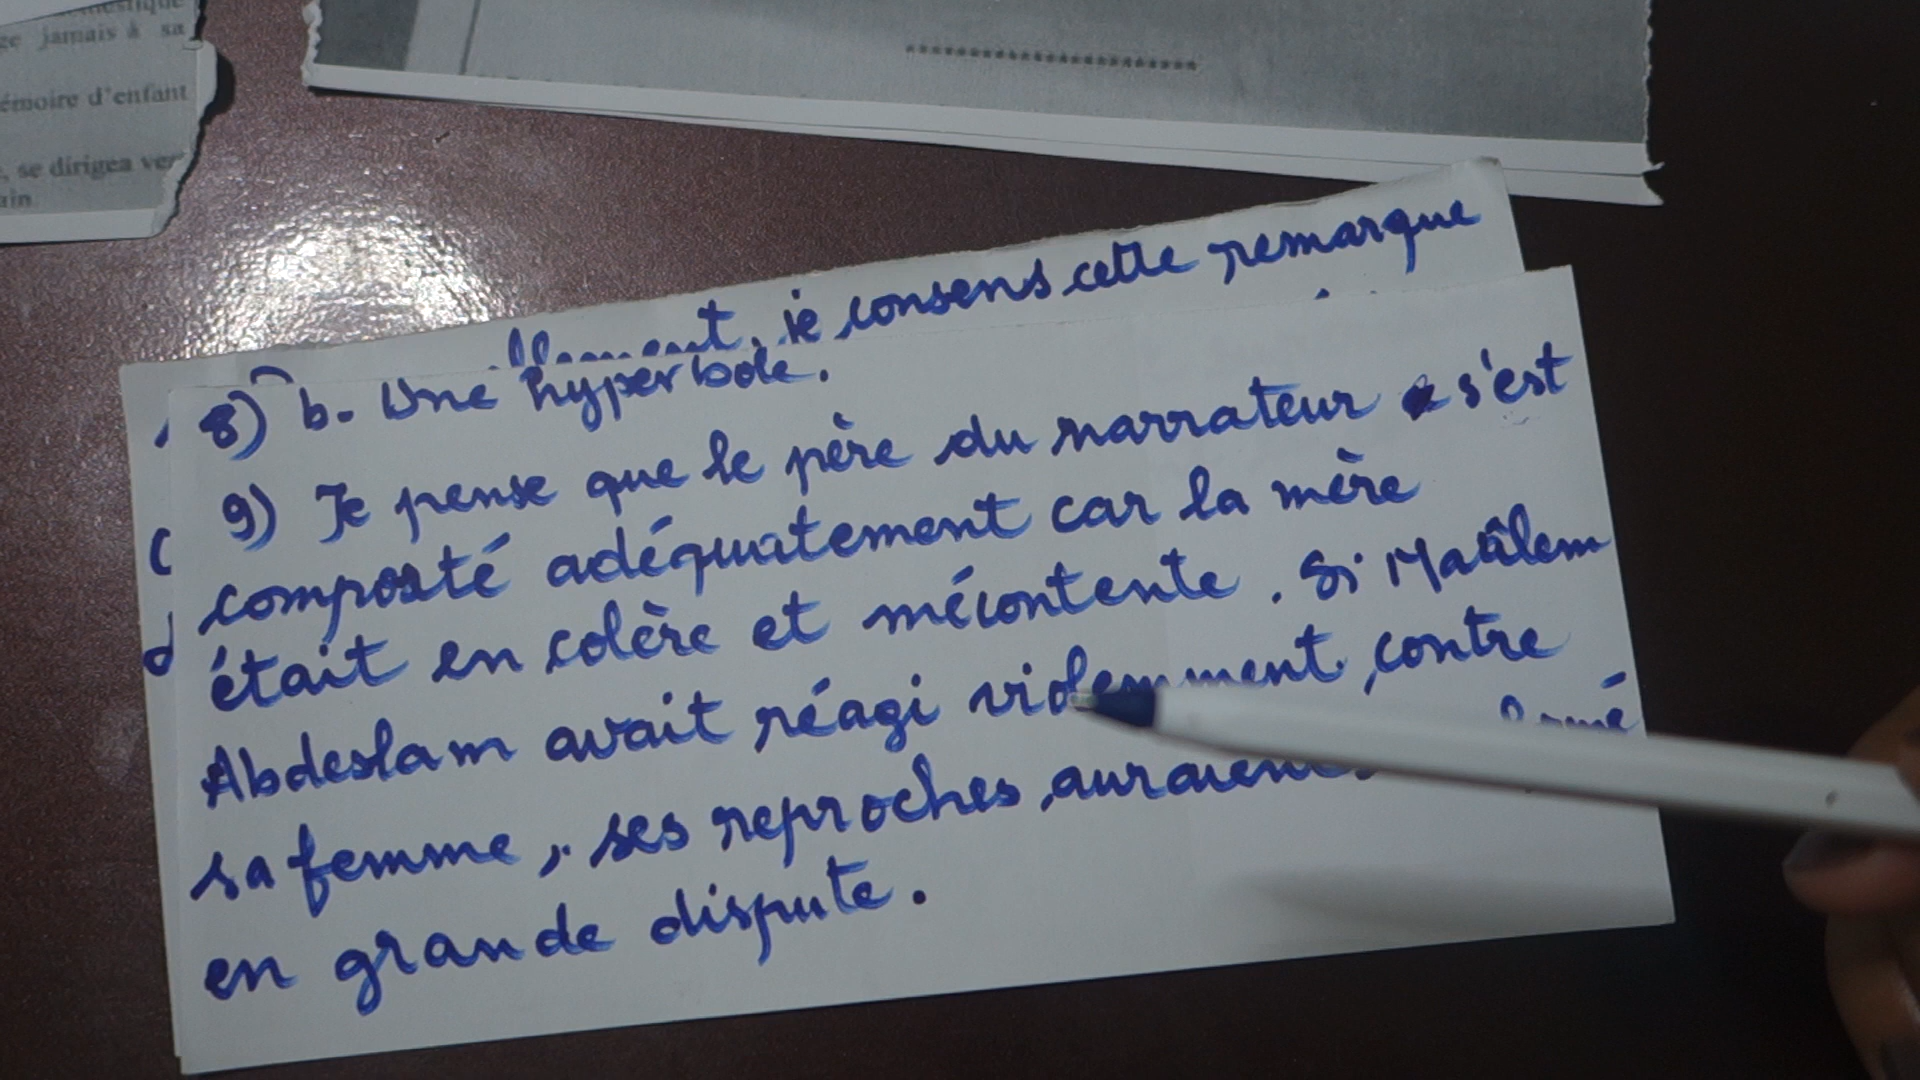 ge jamais à sa
émoire d'enfant
, se dirigea ver
ain
je consens cette remarque
8) b. Une hyperbole.
9) Je pense que le père du narrateur s'est
comporté adéquatement car la mère
était en colère et mécontente. Si Maâlem
Abdeslam avait réagi violemment contre
sa femme, ses reproches auraient
en grande dispute.